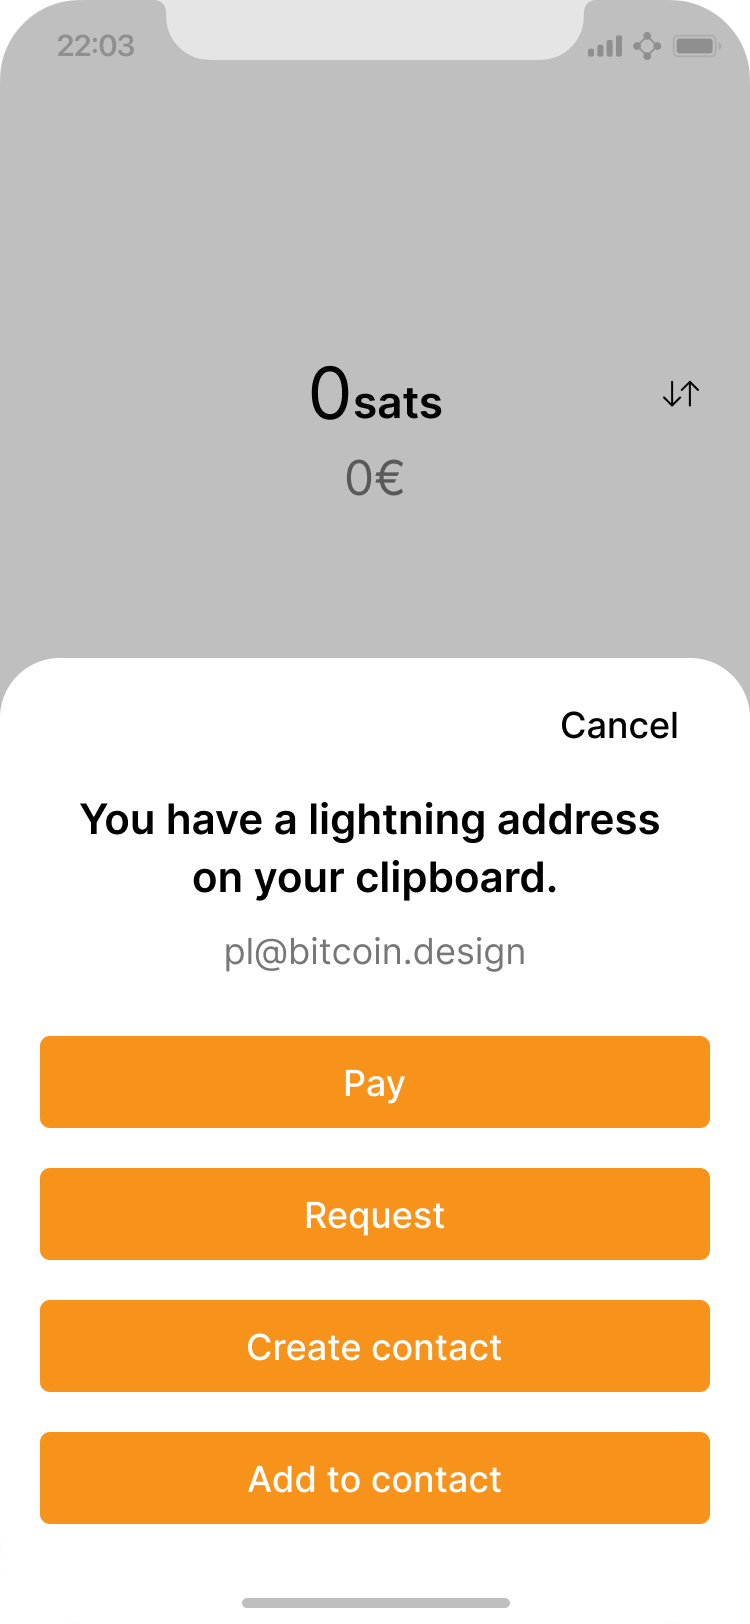 22:03
0sats
0€
Cancel
You have a lightning address
on your clipboard.
pl@bitcoin.design
Pay
Request
Create contact
Add to contact